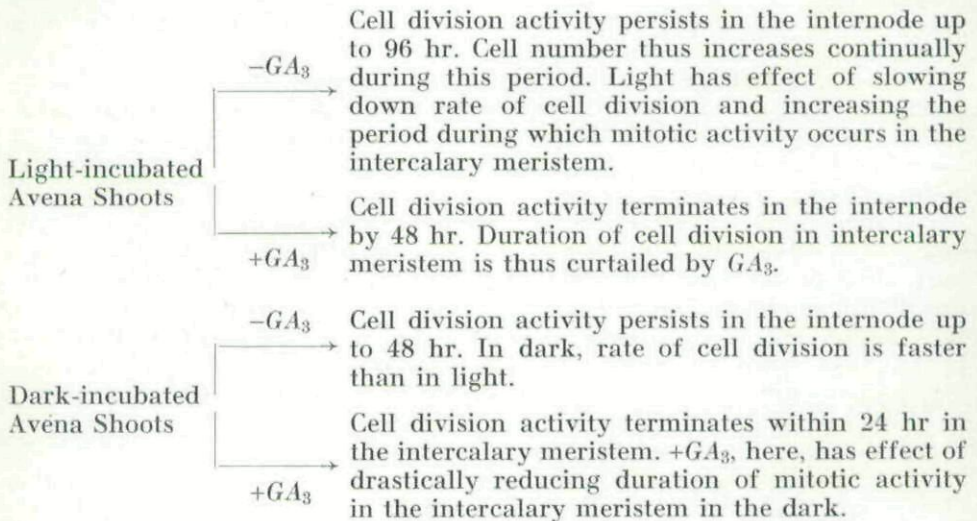 Light-incubated
Avena Shoots
−GA₃
Cell division activity persists in the internode up
to 96 hr. Cell number thus increases continually
during this period. Light has effect of slowing
down rate of cell division and increasing the
period during which mitotic activity occurs in the
intercalary meristem.
+GA₃
Cell division activity terminates in the internode
by 48 hr. Duration of cell division in intercalary
meristem is thus curtailed by GA₃.
Dark-incubated
Avena Shoots
−GA₃
Cell division activity persists in the internode up
to 48 hr. In dark, rate of cell division is faster
than in light.
+GA₃
Cell division activity terminates within 24 hr in
the intercalary meristem. +GA₃, here, has effect of
drastically reducing duration of mitotic activity
in the intercalary meristem in the dark.